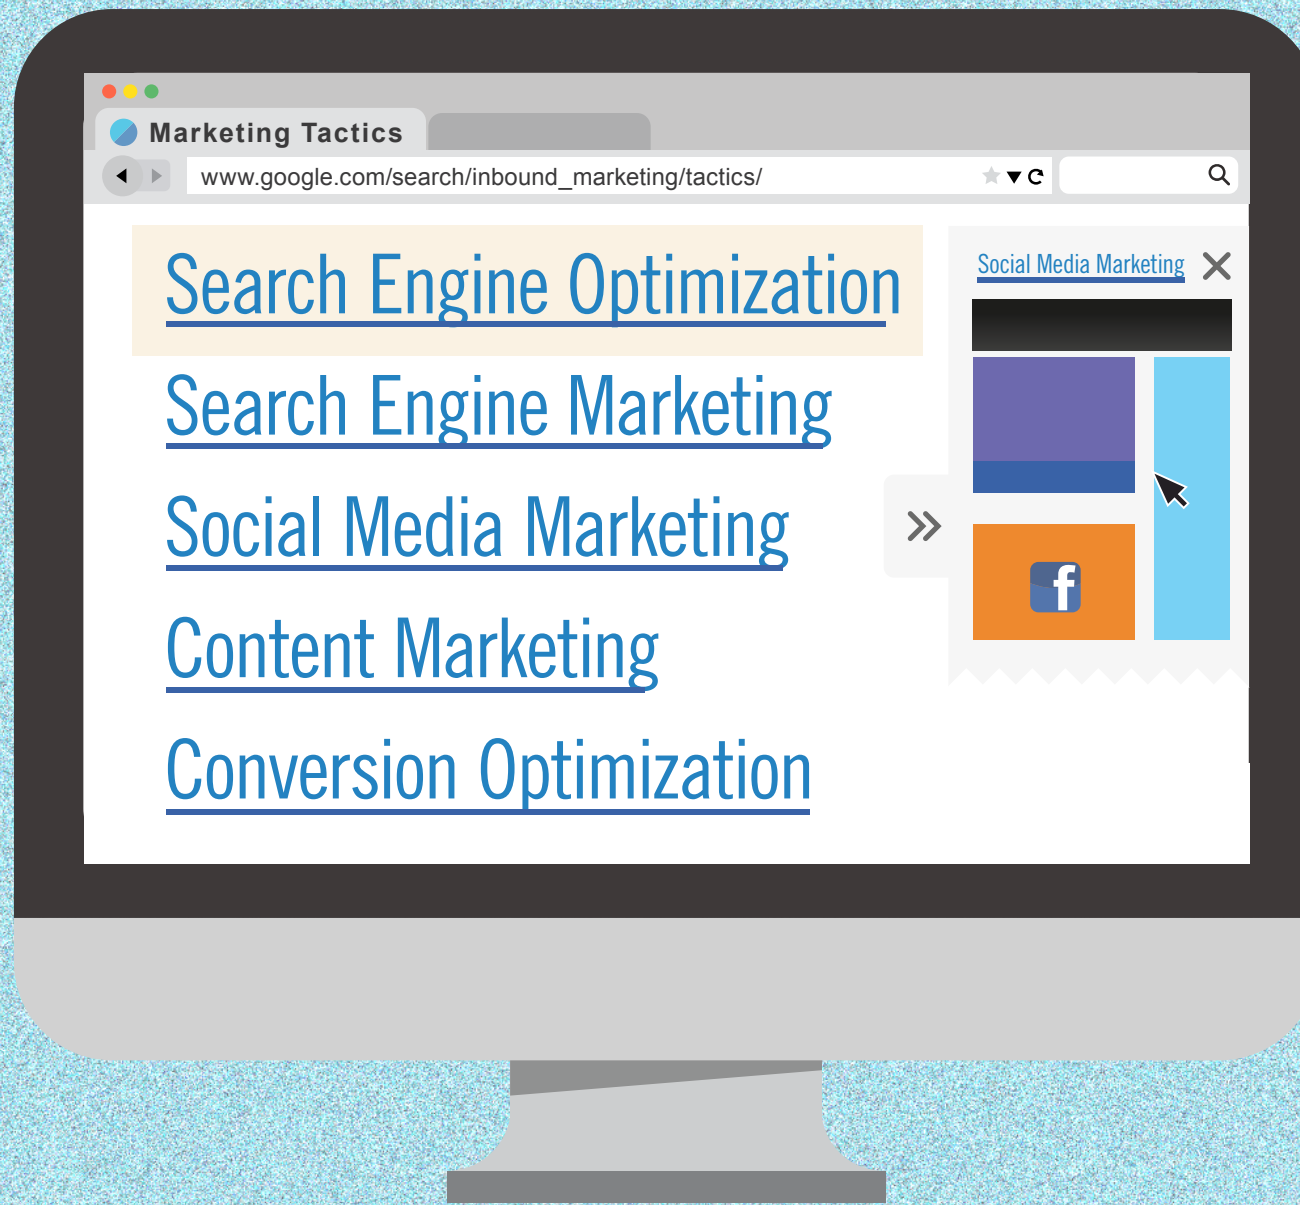 Marketing Tactics
www.google.com/search/inbound_marketing/tactics/
Search Engine Optimization
Search Engine Marketing
Social Media Marketing
Content Marketing
Conversion Optimization
Social Media Marketing
f